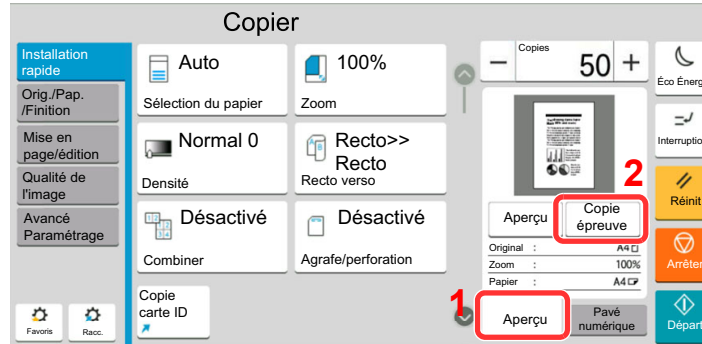 Copier
Installation
rapide
Orig./Pap.
/Finition
Mise en
page/édition
Qualité de
l'image
Avancé
Paramétrage
Favoris
Racc.
Auto
Sélection du papier
100%
Zoom
Normal 0
Densité
Recto>>
Recto
Recto verso
Désactivé
Combiner
Désactivé
Agrafe/perforation
Copie
carte ID
Copies
50
Aperçu
Copie
épreuve
2
Original :
A4
Zoom : 100%
Papier : A4
1
Aperçu
Pavé
numérique
Éco Énerg
Interruptio
Réinit
Arrêter
Départ